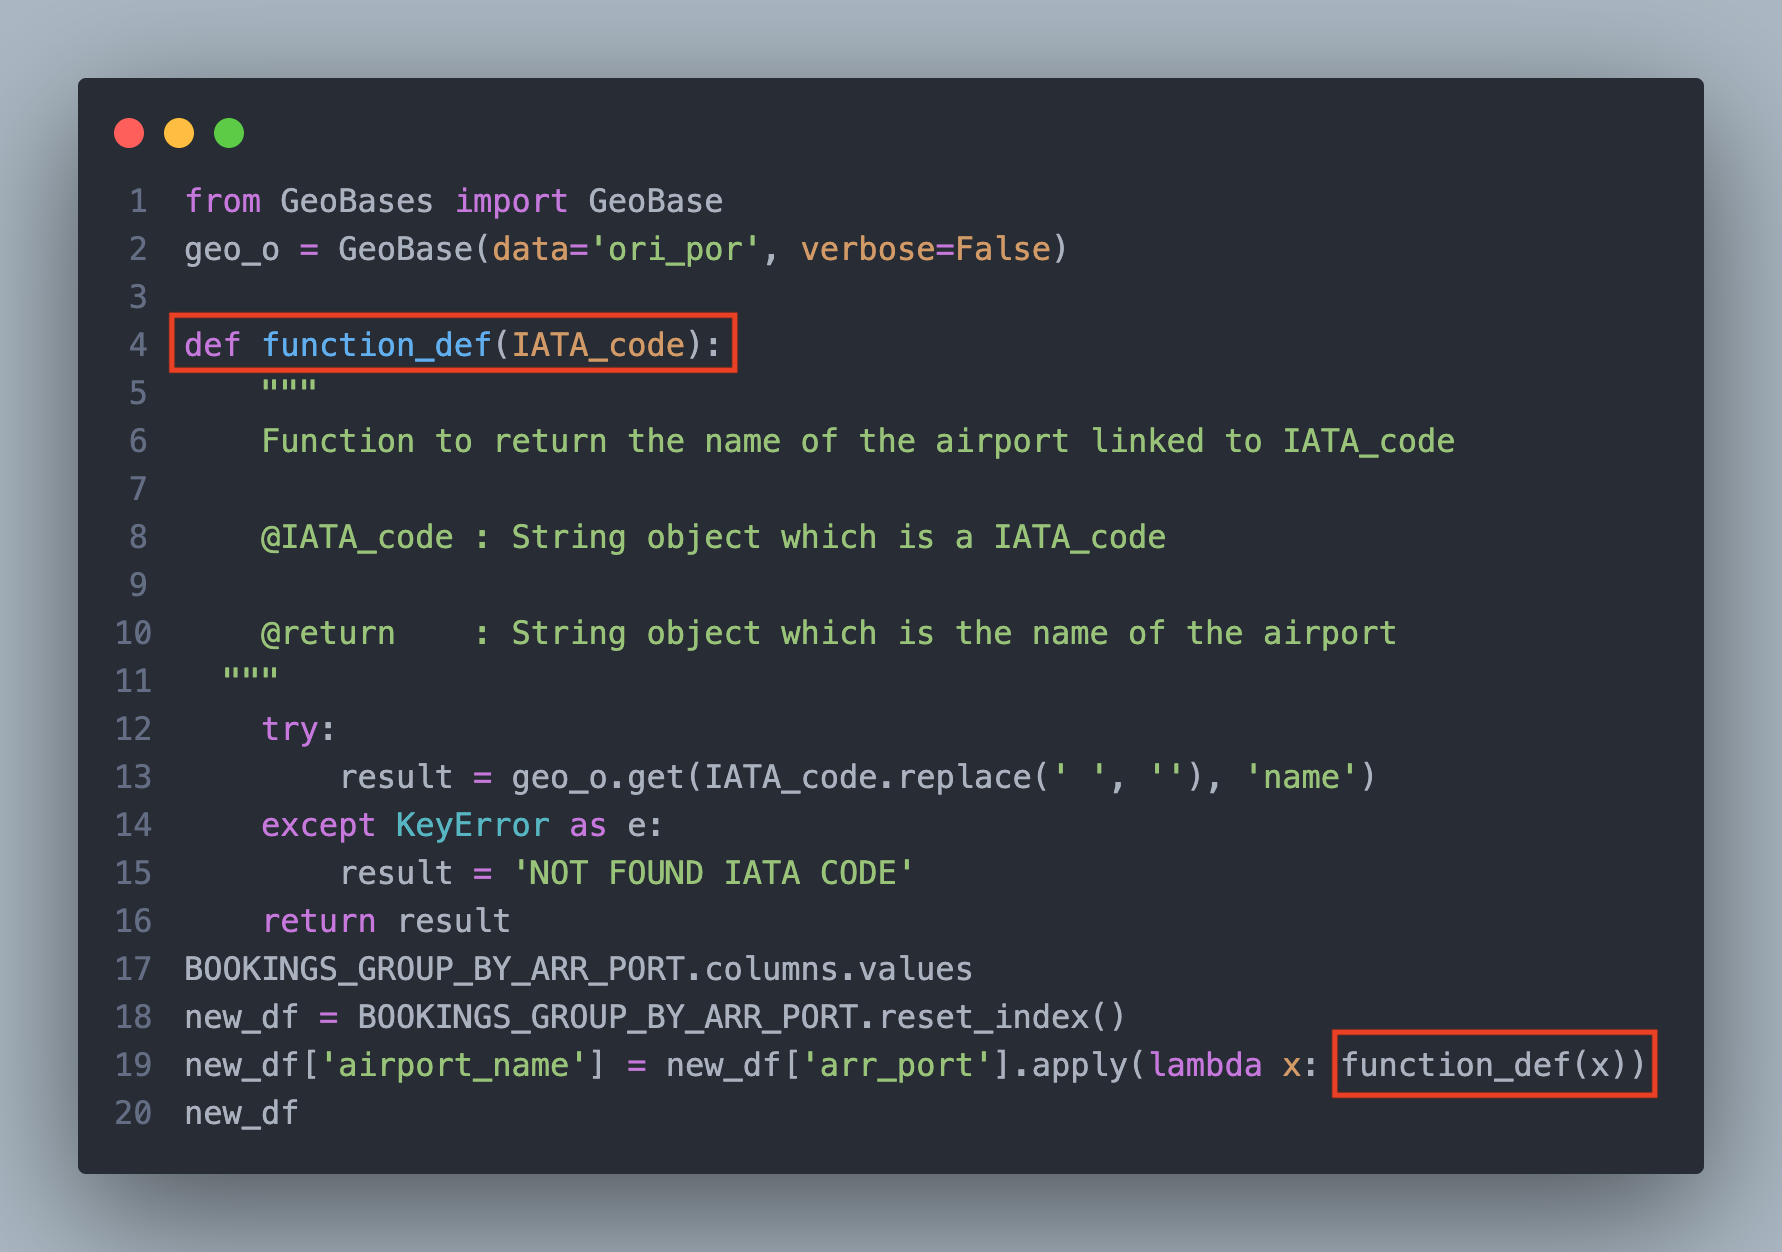 1 from GeoBases import GeoBase
2 geo_o = GeoBase(data='ori_por', verbose=False)
3
4 def function_def(IATA_code):
5     """
6     Function to return the name of the airport linked to IATA_code
7
8     @IATA_code : String object which is a IATA_code
9
10     @return    : String object which is the name of the airport
11   """
12     try:
13         result = geo_o.get(IATA_code.replace(' ', ''), 'name')
14     except KeyError as e:
15         result = 'NOT FOUND IATA CODE'
16     return result
17 BOOKINGS_GROUP_BY_ARR_PORT.columns.values
18 new_df = BOOKINGS_GROUP_BY_ARR_PORT.reset_index()
19 new_df['airport_name'] = new_df['arr_port'].apply(lambda x: function_def(x))
20 new_df